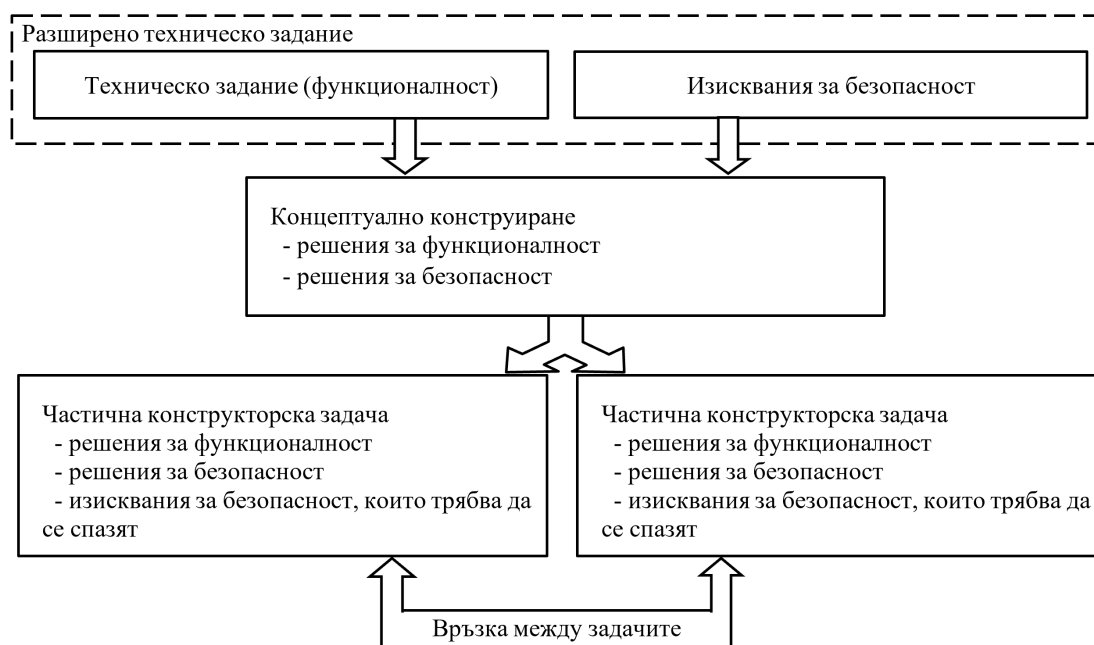 Разширено техническо задание
Техническо задание (функционалност)
Изисквания за безопасност
Концептуално конструиране
- решения за функционалност
- решения за безопасност
Частична конструкторска задача
- решения за функционалност
- решения за безопасност
- изисквания за безопасност, които трябва да
се спазят
Частична конструкторска задача
- решения за функционалност
- решения за безопасност
- изисквания за безопасност, които трябва да
се спазят
Връзка между задачите